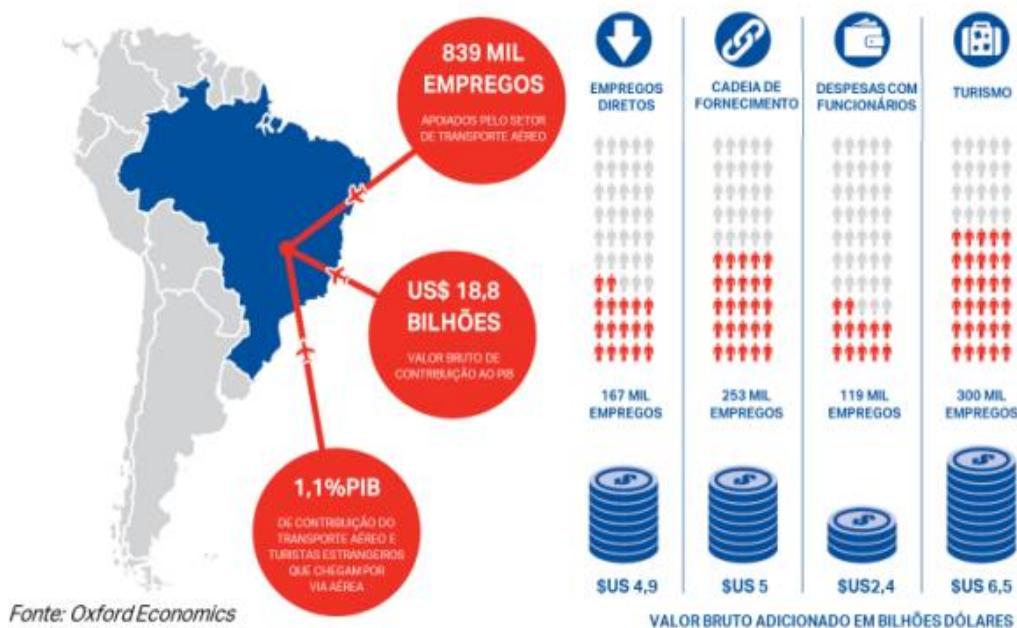 839 MIL
EMPREGOS
APOIADOS PELO SETOR
DE TRANSPORTE AÉREO
US$ 18,8
BILHÕES
VALOR BRUTO DE
CONTRIBUIÇÃO AO PIB
1,1%PIB
DE CONTRIBUIÇÃO DO
TRANSPORTE AÉREO E
TURISTAS ESTRANGEIROS
QUE CHEGAM POR
VIA AÉREA
Fonte: Oxford Economics
EMPREGOS
DIRETOS
167 MIL
EMPREGOS
$US 4,9
CADEIA DE
FORNECIMENTO
253 MIL
EMPREGOS
$US 5
DESPESAS COM
FUNCIONÁRIOS
119 MIL
EMPREGOS
$US2,4
TURISMO
300 MIL
EMPREGOS
$US 6,5
VALOR BRUTO ADICIONADO EM BILHÕES DÓLARES